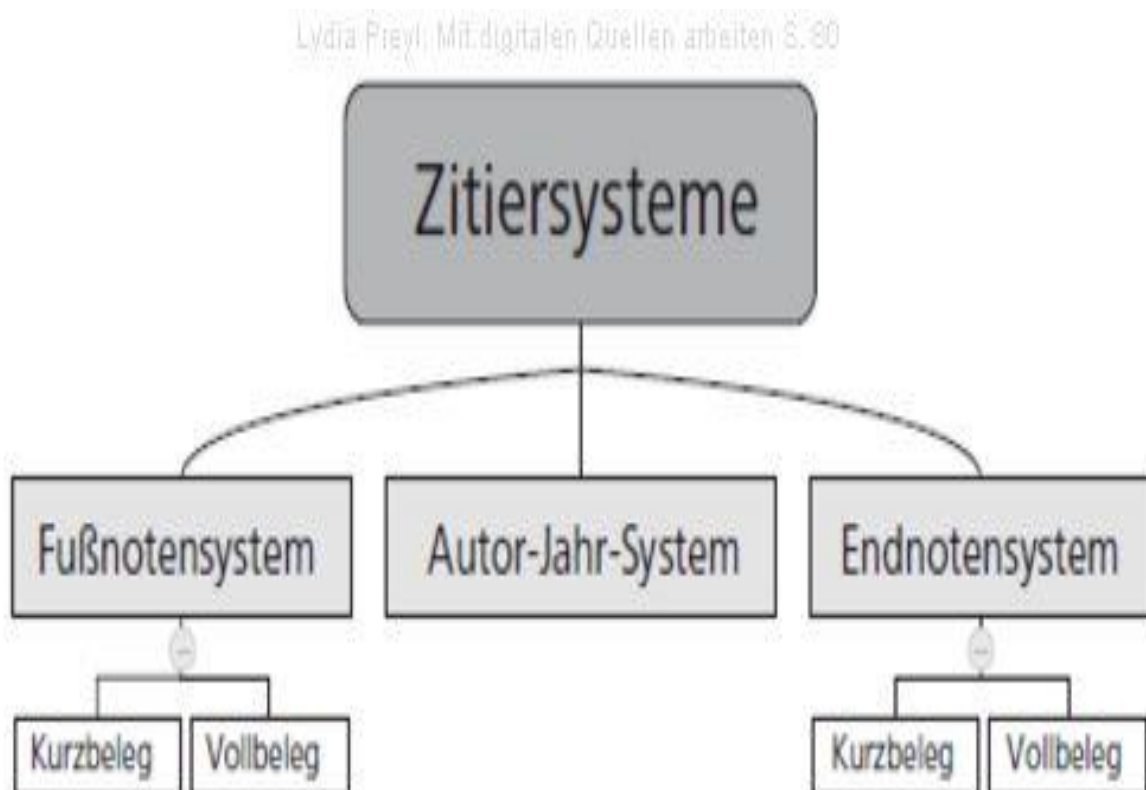 Lydia Preyl: Mit digitalen Quellen arbeiten S. 80
Zitiersysteme
Fußnotensystem
Autor-Jahr-System
Endnotensystem
Kurzbeleg
Vollbeleg
Kurzbeleg
Vollbeleg